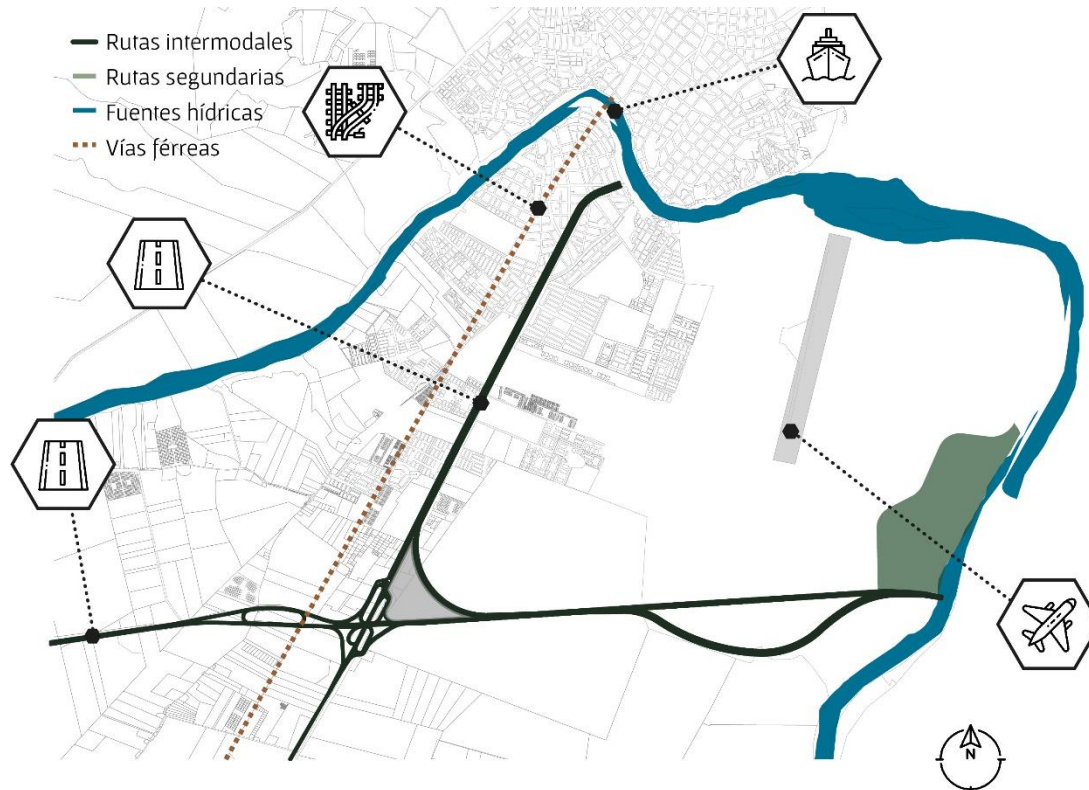 Rutas intermodales
Rutas segundarias
Fuentes hídricas
Vías férreas
N